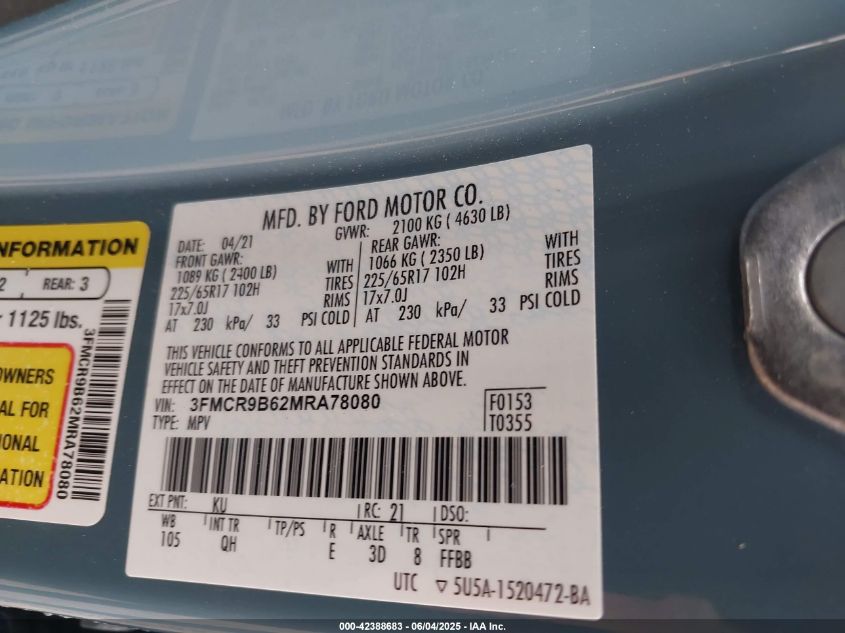 MFD. BY FORD MOTOR CO.
DATE: 04/21 GVWR: 2100 KG ( 4630 LB)
FRONT GAWR: REAR GAWR:
1089 KG ( 2400 LB) WITH 1066 KG ( 2350 LB) WITH
225/65R17 102H TIRES 225/65R17 102H TIRES
17x7.0J RIMS 17x7.0J RIMS
AT 230 kPa/ 33 PSI COLD AT 230 kPa/ 33 PSI COLD
THIS VEHICLE CONFORMS TO ALL APPLICABLE FEDERAL MOTOR
VEHICLE SAFETY AND THEFT PREVENTION STANDARDS IN
EFFECT ON THE DATE OF MANUFACTURE SHOWN ABOVE.
VIN: 3FMCR9B62MRA78080 F0153
TYPE: MPV T0355
EXT PNT: KU RC: 21 DSO:
WB INT TR TP/PS R AXLE TR SPR
105 QH E 3D 8 FFBB
UTC ▽ 5U5A-1520472-BA
INFORMATION
2 REAR: 3
1125 lbs.
3FMCR9B62MRA78080
OWNERS
AL FOR
IONAL
ATION
000-42388683 - 06/04/2025 - IAA Inc.